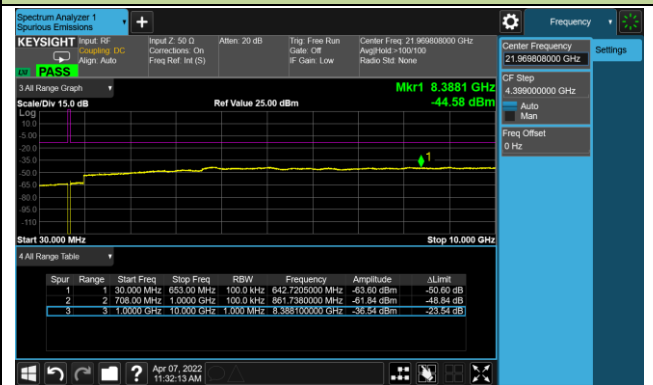 Spectrum Analyzer 1
Spurious Emissions
Frequency
KEYSIGHT
Input: RF
Coupling: DC
Align: Auto
Input Z: 50 Ω
Corrections: On
Freq Ref: Int (S)
Atten: 20 dB
Trig: Free Run
Gate: Off
IF Gain: Low
Center Freq: 21.969808000 GHz
Avg|Hold:>100/100
Radio Std: None
PASS
3 All Range Graph
Mkr1 8.3881 GHz
Scale/Div 15.0 dB
Ref Value 25.00 dBm
-44.58 dBm
Log
10.0
-5.00
-20.0
-35.0
-50.0
-65.0
-80.0
-95.0
-110
1
Start 30.000 MHz
Stop 10.000 GHz
4 All Range Table
Spur Range Start Freq Stop Freq RBW Frequency Amplitude ΔLimit
1 1 30.000 MHz 653.00 MHz 100.0 kHz 642.7205000 MHz -63.60 dBm -50.60 dB
2 2 708.00 MHz 1.0000 GHz 100.0 kHz 861.7380000 MHz -61.84 dBm -48.84 dB
3 3 1.0000 GHz 10.000 GHz 1.000 MHz 8.388100000 GHz -36.54 dBm -23.54 dB
Apr 07, 2022
11:32:13 AM
Center Frequency
21.969808000 GHz
Settings
CF Step
4.399000000 GHz
Auto
Man
Freq Offset
0 Hz